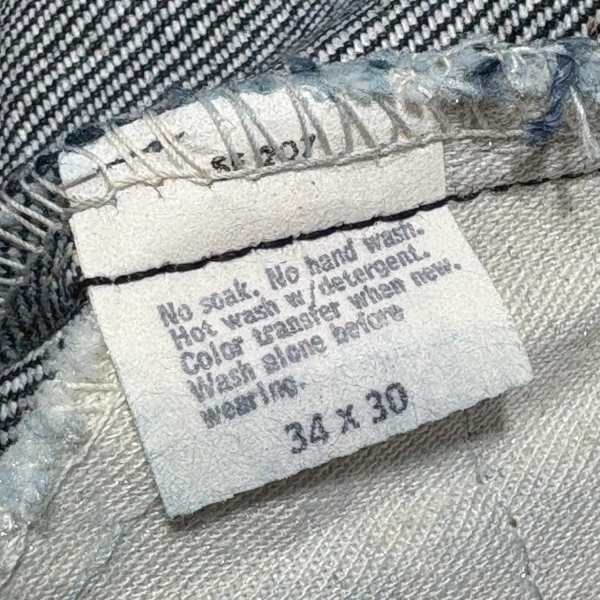 No soak. No hand wash.
Hot wash w/detergent.
Color transfer when new.
Wash alone before
wearing.
34 x 30